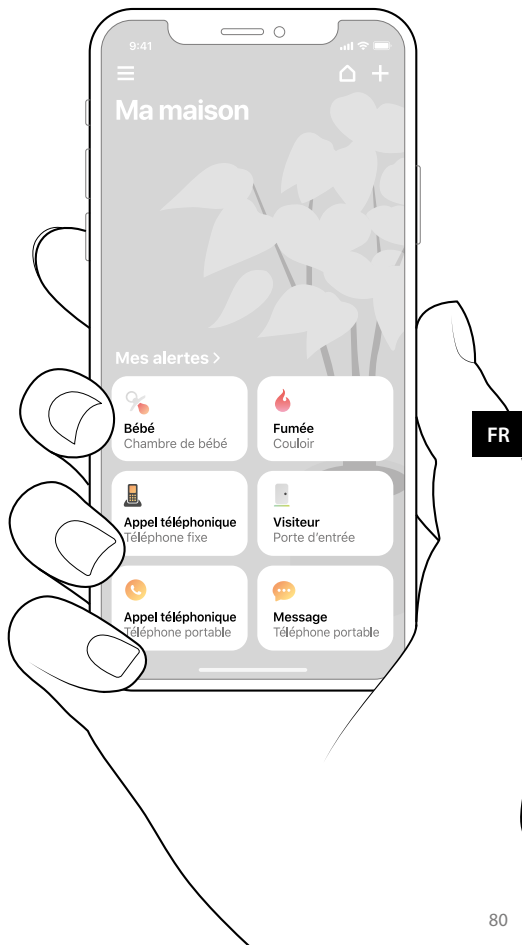 9:41
Ma maison
Mes alertes >
Bébé
Chambre de bébé
Fumée
Couloir
FR
Appel téléphonique
Téléphone fixe
Visiteur
Porte d'entrée
Appel téléphonique
Téléphone portable
Message
Téléphone portable
80